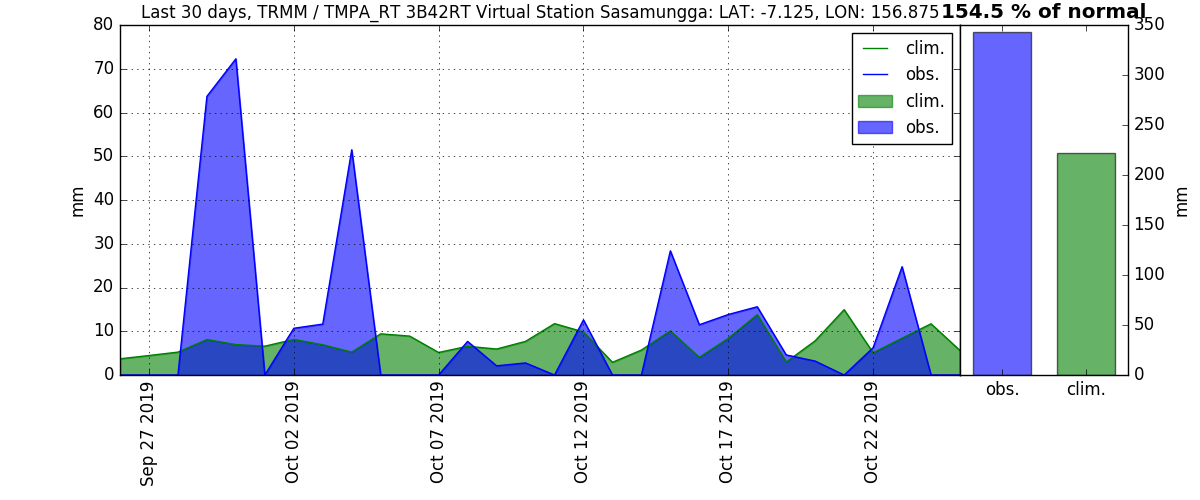 Last 30 days, TRMM / TMPA_RT 3B42RT Virtual Station Sasamungga: LAT: -7.125, LON: 156.875
154.5 % of normal
80
70
60
50
40
30
20
10
0
mm
clim.
obs.
clim.
obs.
Sep 27 2019
Oct 02 2019
Oct 07 2019
Oct 12 2019
Oct 17 2019
Oct 22 2019
350
300
250
200
150
100
50
0
mm
obs.
clim.